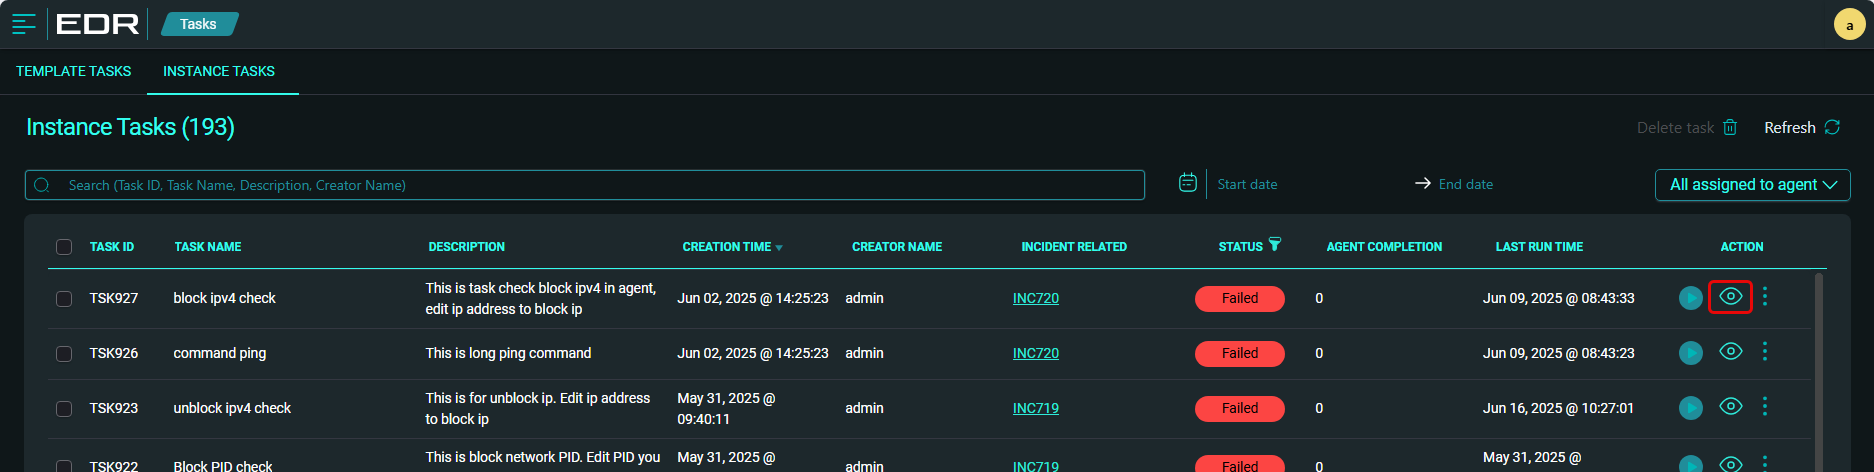 EDR Tasks a
TEMPLATE TASKS INSTANCE TASKS
Instance Tasks (193)
Delete task Refresh
Search (Task ID, Task Name, Description, Creator Name) Start date End date All assigned to agent
TASK ID TASK NAME DESCRIPTION CREATION TIME CREATOR NAME INCIDENT RELATED STATUS AGENT COMPLETION LAST RUN TIME ACTION
TSK927 block ipv4 check This is task check block ipv4 in agent, Jun 02, 2025 @ 14:25:23 admin INC720 Failed 0 Jun 09, 2025 @ 08:43:33
edit ip address to block ip
TSK926 command ping This is long ping command Jun 02, 2025 @ 14:25:23 admin INC720 Failed 0 Jun 09, 2025 @ 08:43:23
TSK923 unblock ipv4 check This is for unblock ip. Edit ip address May 31, 2025 @ admin INC719 Failed 0 Jun 16, 2025 @ 10:27:01
to block ip 09:40:11
This is block network PID. Edit PID you May 31, 2025 @ May 31, 2025 @
TSK922 Block PID check admin INC719 Failed 0